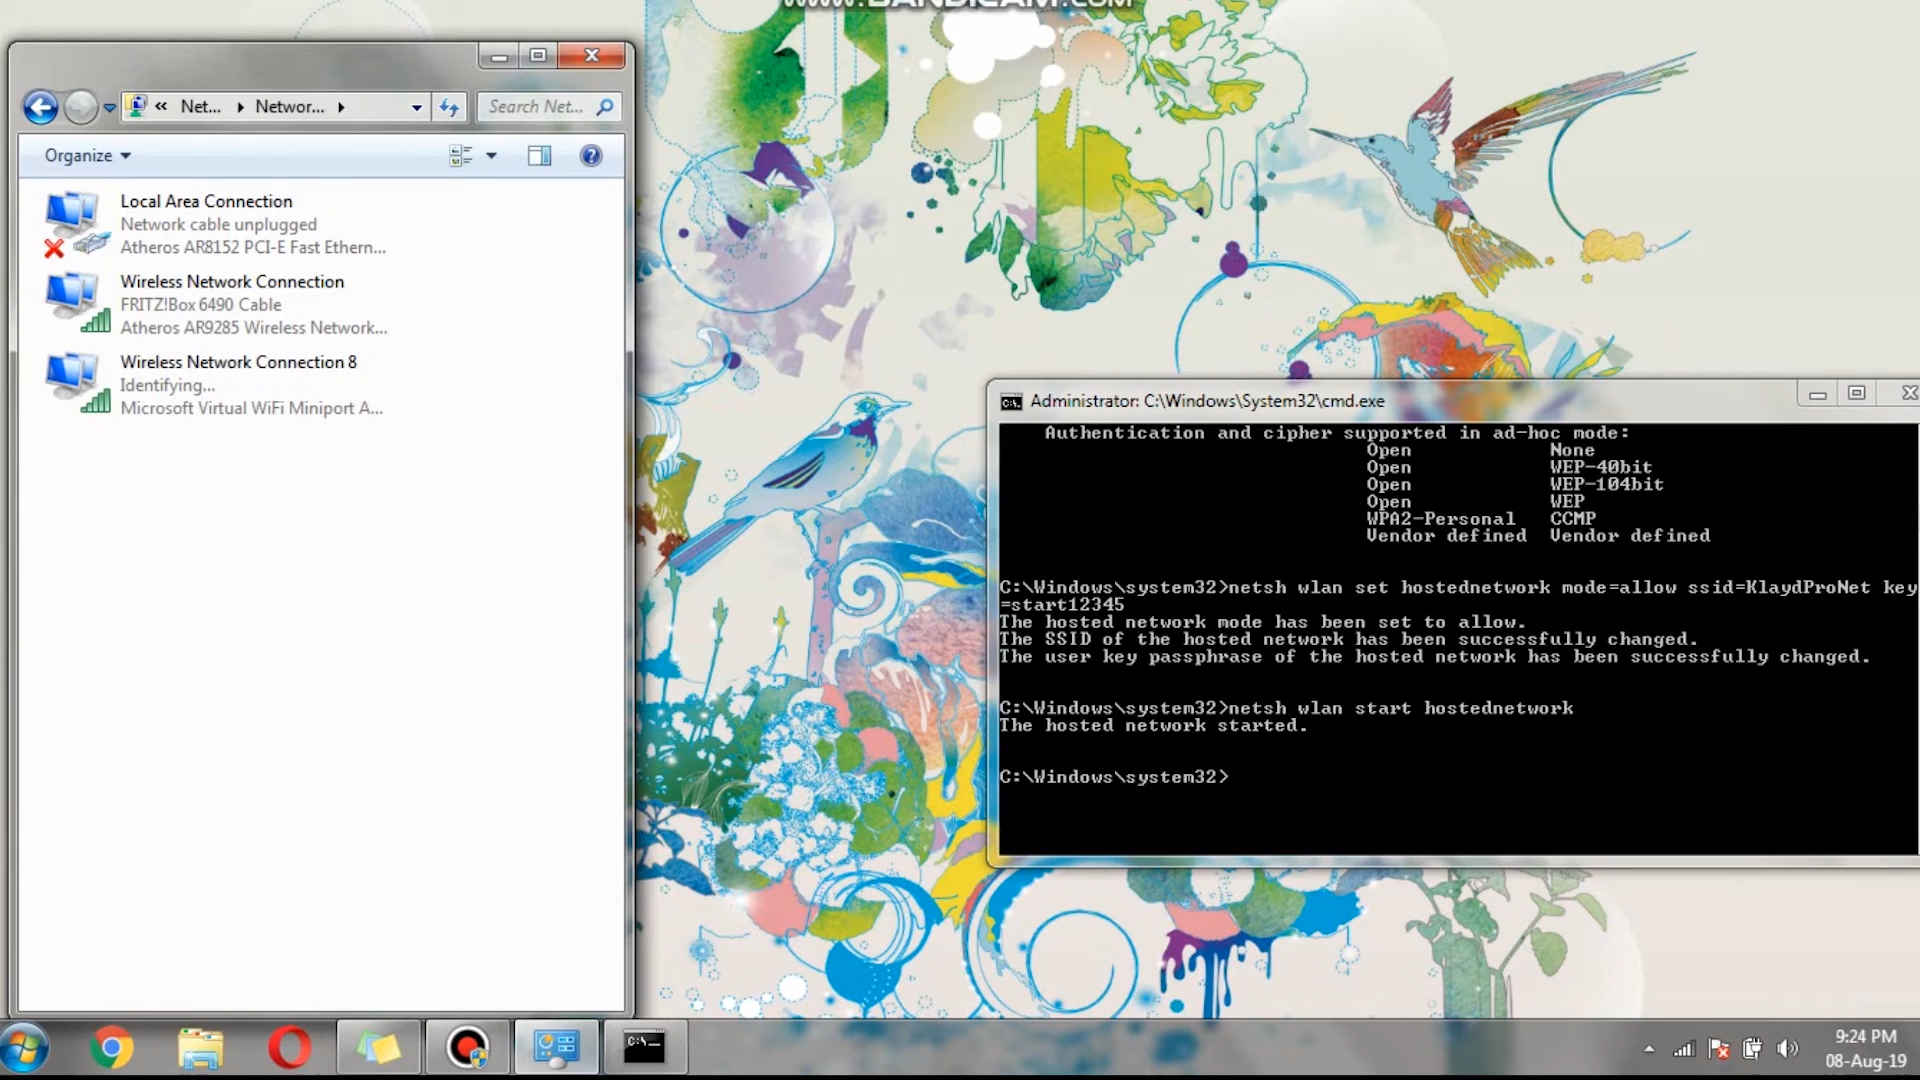 www.BANDICAM.com
Net... Networ...
Search Net...
Organize
Local Area Connection
Network cable unplugged
Atheros AR8152 PCI-E Fast Ethern...
Wireless Network Connection
FRITZ!Box 6490 Cable
Atheros AR9285 Wireless Network...
Wireless Network Connection 8
Identifying...
Microsoft Virtual WiFi Miniport A...
Administrator: C:\Windows\System32\cmd.exe
Authentication and cipher supported in ad-hoc mode:
Open None
Open WEP-40bit
Open WEP-104bit
Open WEP
WPA2-Personal CCMP
Vendor defined Vendor defined
C:\Windows\system32>netsh wlan set hostednetwork mode=allow ssid=KlaydProNet key
=start12345
The hosted network mode has been set to allow.
The SSID of the hosted network has been successfully changed.
The user key passphrase of the hosted network has been successfully changed.
C:\Windows\system32>netsh wlan start hostednetwork
The hosted network started.
C:\Windows\system32>
9:24 PM
08-Aug-19